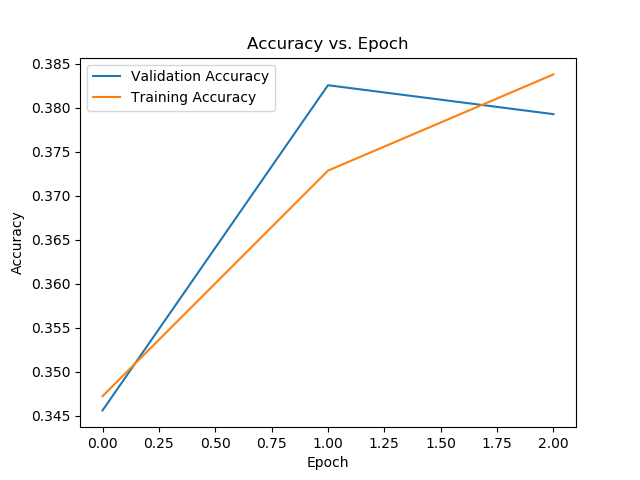 Accuracy vs. Epoch
Validation Accuracy
Training Accuracy
0.385
0.380
0.375
0.370
0.365
0.360
0.355
0.350
0.345
Accuracy
0.00 0.25 0.50 0.75 1.00 1.25 1.50 1.75 2.00
Epoch